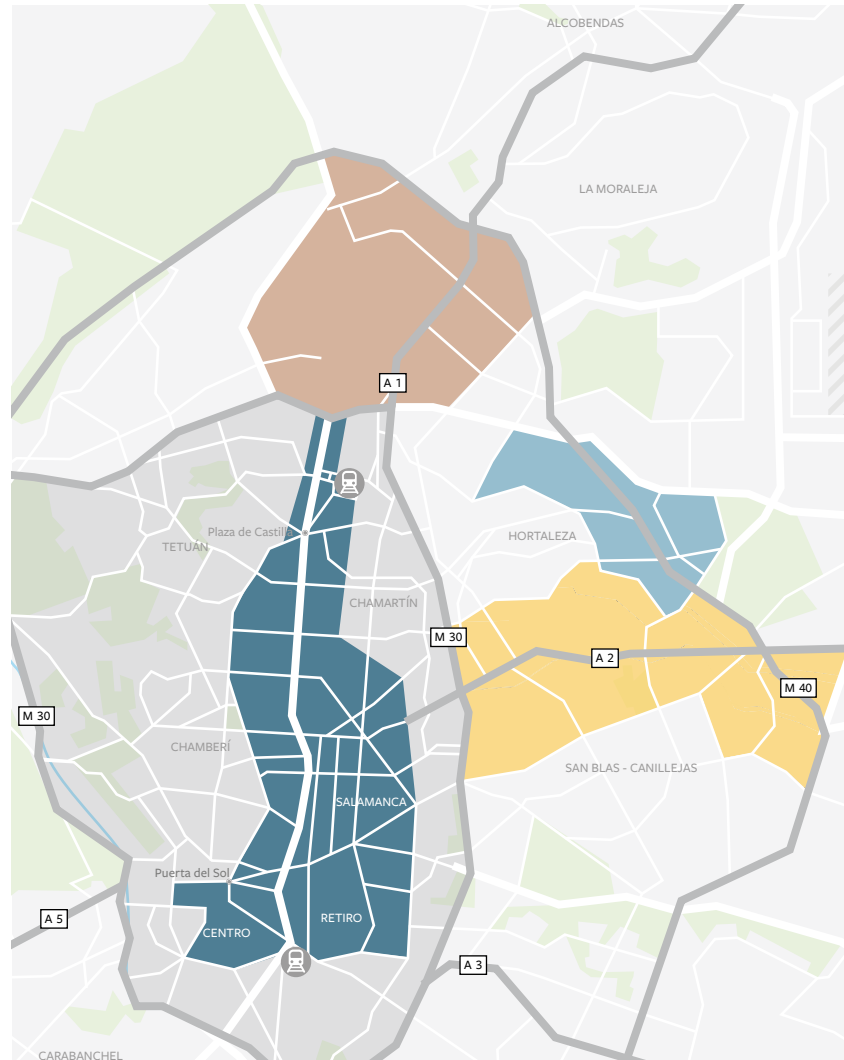 ALCOBENDAS
LA MORALEJA
A 1
Plaza de Castilla
TETUÁN
HORTALEZA
CHAMARTÍN
M 30
A 2
M 40
M 30
CHAMBERÍ
SAN BLAS - CANILLEJAS
SALAMANCA
Puerta del Sol
A 5
CENTRO
RETIRO
A 3
CARABANCHEL